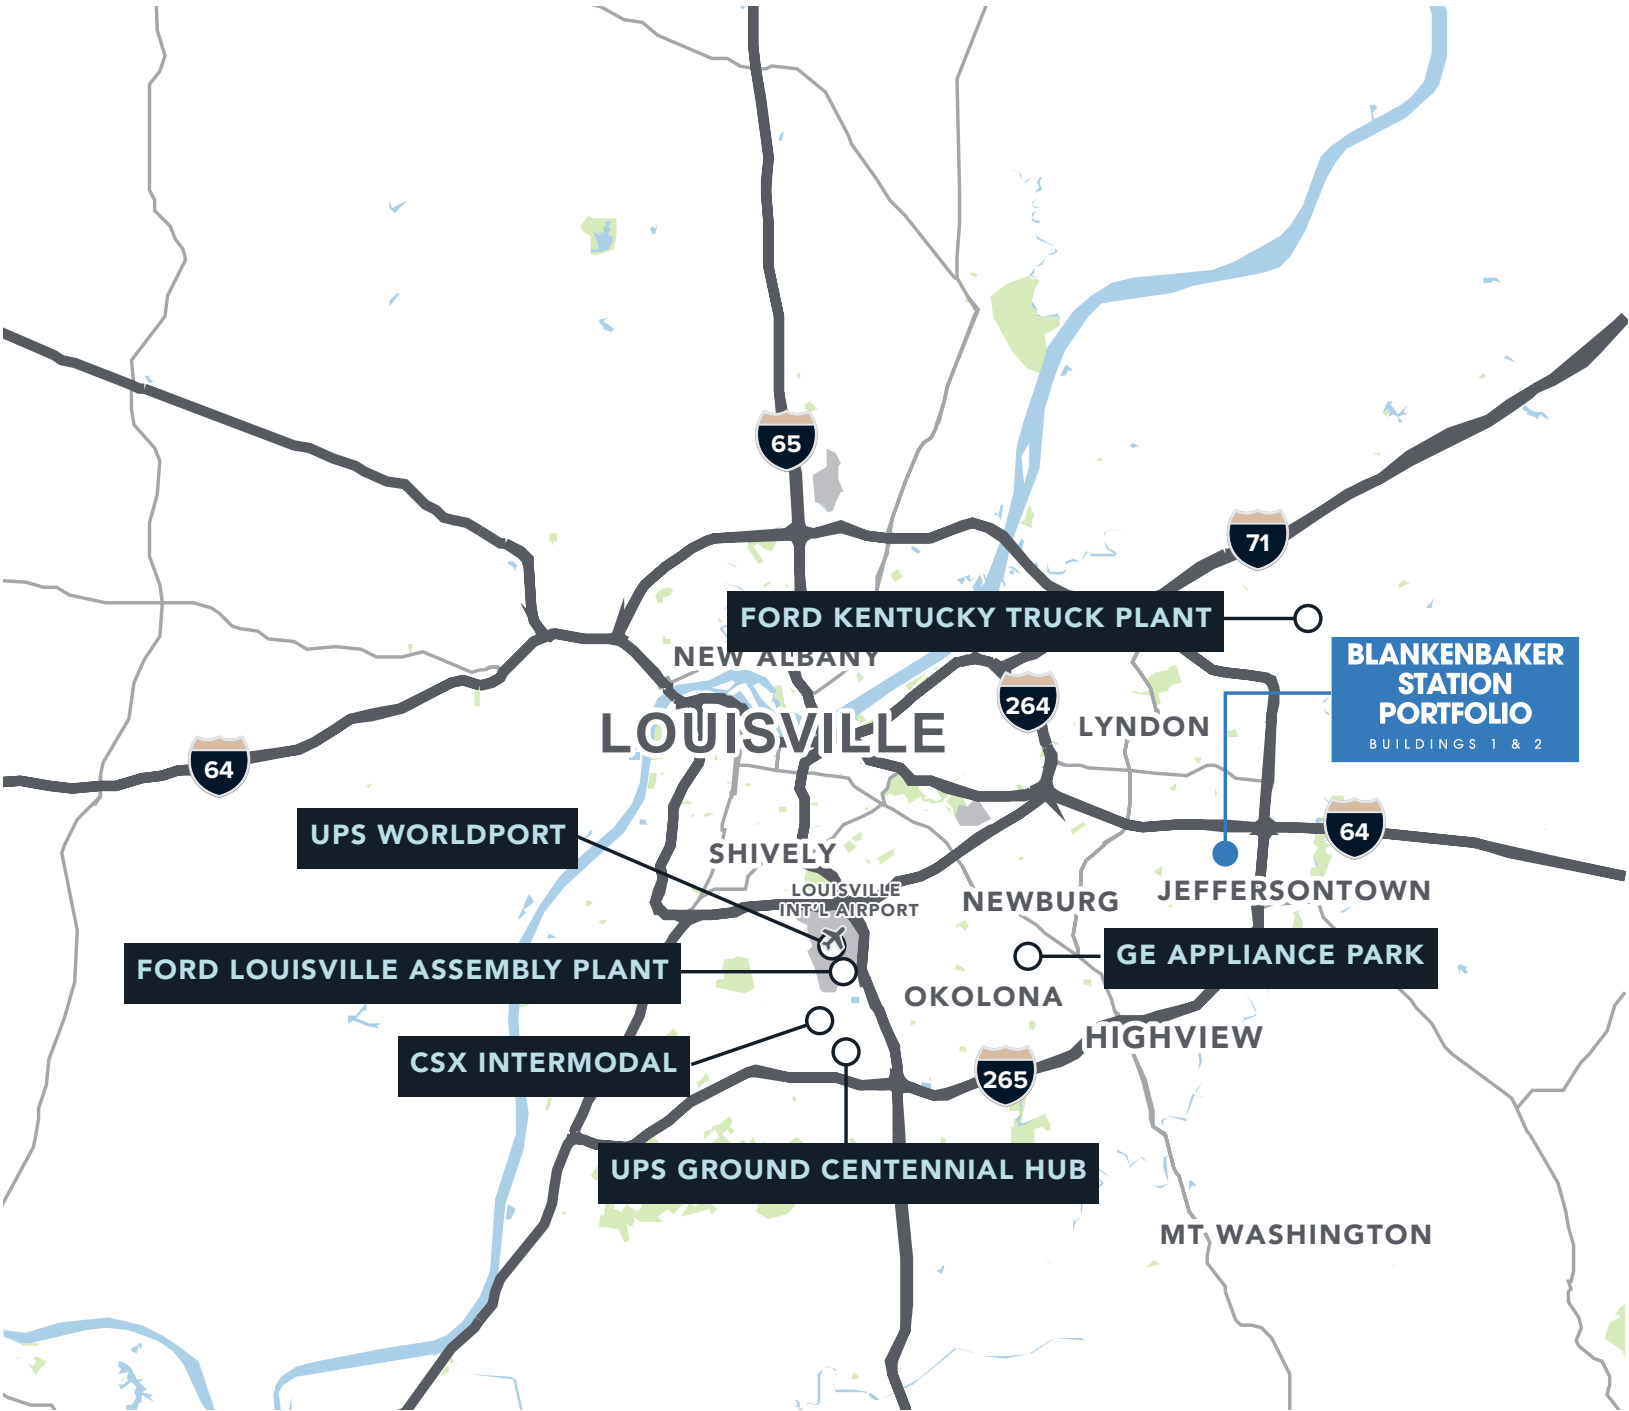 65
71
FORD KENTUCKY TRUCK PLANT
NEW ALBANY
BLANKENBAKER
STATION
PORTFOLIO
BUILDINGS 1 & 2
264
LYNDON
LOUISVILLE
64
64
UPS WORLDPORT
SHIVELY
LOUISVILLE
INT'L AIRPORT
NEWBURG
JEFFERSONTOWN
FORD LOUISVILLE ASSEMBLY PLANT
GE APPLIANCE PARK
OKOLONA
HIGHVIEW
CSX INTERMODAL
265
UPS GROUND CENTENNIAL HUB
MT WASHINGTON